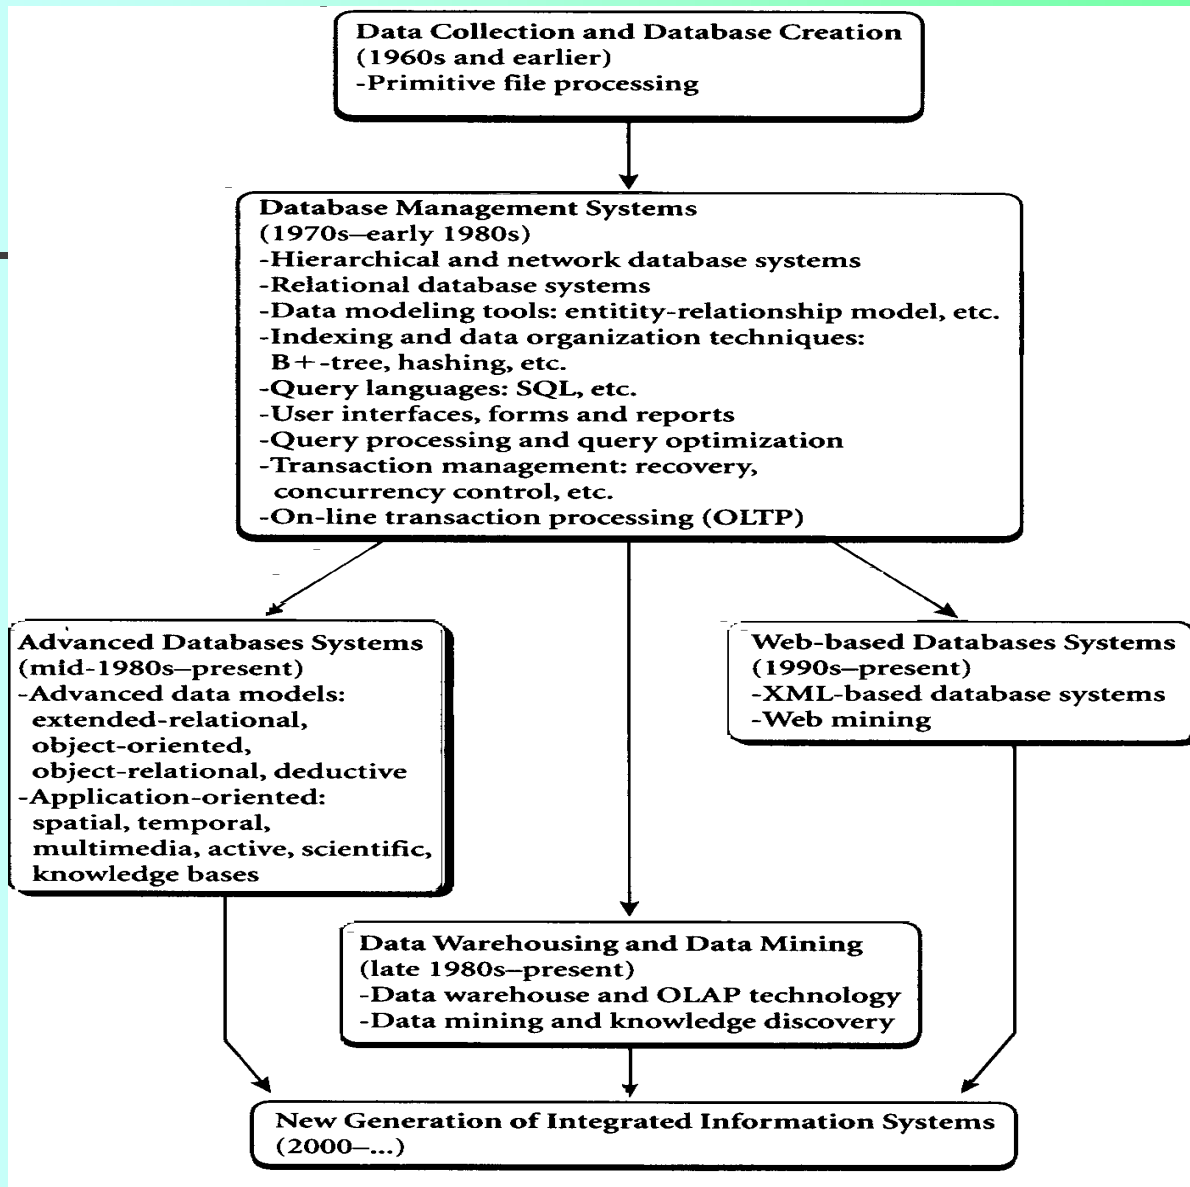 Data Collection and Database Creation
(1960s and earlier)
-Primitive file processing
Database Management Systems
(1970s–early 1980s)
-Hierarchical and network database systems
-Relational database systems
-Data modeling tools: entitity-relationship model, etc.
-Indexing and data organization techniques:
B+-tree, hashing, etc.
-Query languages: SQL, etc.
-User interfaces, forms and reports
-Query processing and query optimization
-Transaction management: recovery,
concurrency control, etc.
-On-line transaction processing (OLTP)
Advanced Databases Systems
(mid-1980s–present)
-Advanced data models:
extended-relational,
object-oriented,
object-relational, deductive
-Application-oriented:
spatial, temporal,
multimedia, active, scientific,
knowledge bases
Web-based Databases Systems
(1990s–present)
-XML-based database systems
-Web mining
Data Warehousing and Data Mining
(late 1980s–present)
-Data warehouse and OLAP technology
-Data mining and knowledge discovery
New Generation of Integrated Information Systems
(2000–...)